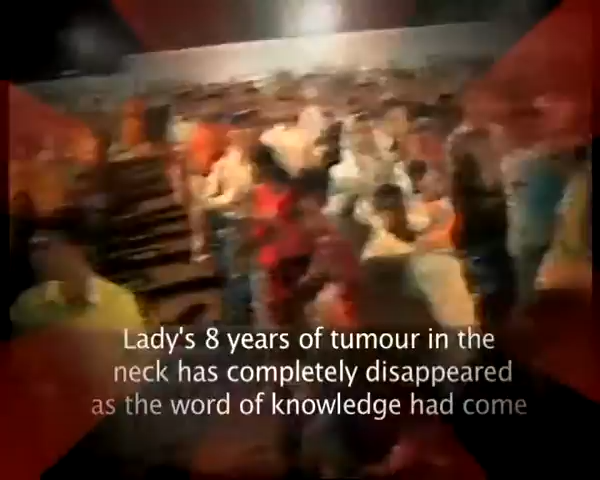 Lady's 8 years of tumour in the
neck has completely disappeared
as the word of knowledge had come